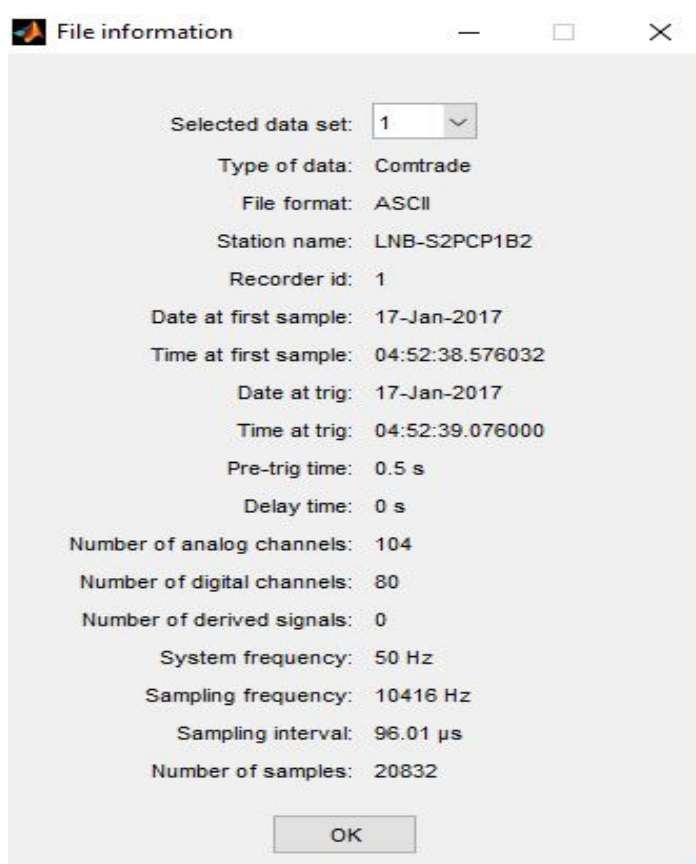 File information
Selected data set: 1
Type of data: Comtrade
File format: ASCII
Station name: LNB-S2PCP1B2
Recorder id: 1
Date at first sample: 17-Jan-2017
Time at first sample: 04:52:38.576032
Date at trig: 17-Jan-2017
Time at trig: 04:52:39.076000
Pre-trig time: 0.5 s
Delay time: 0 s
Number of analog channels: 104
Number of digital channels: 80
Number of derived signals: 0
System frequency: 50 Hz
Sampling frequency: 10416 Hz
Sampling interval: 96.01 µs
Number of samples: 20832
OK